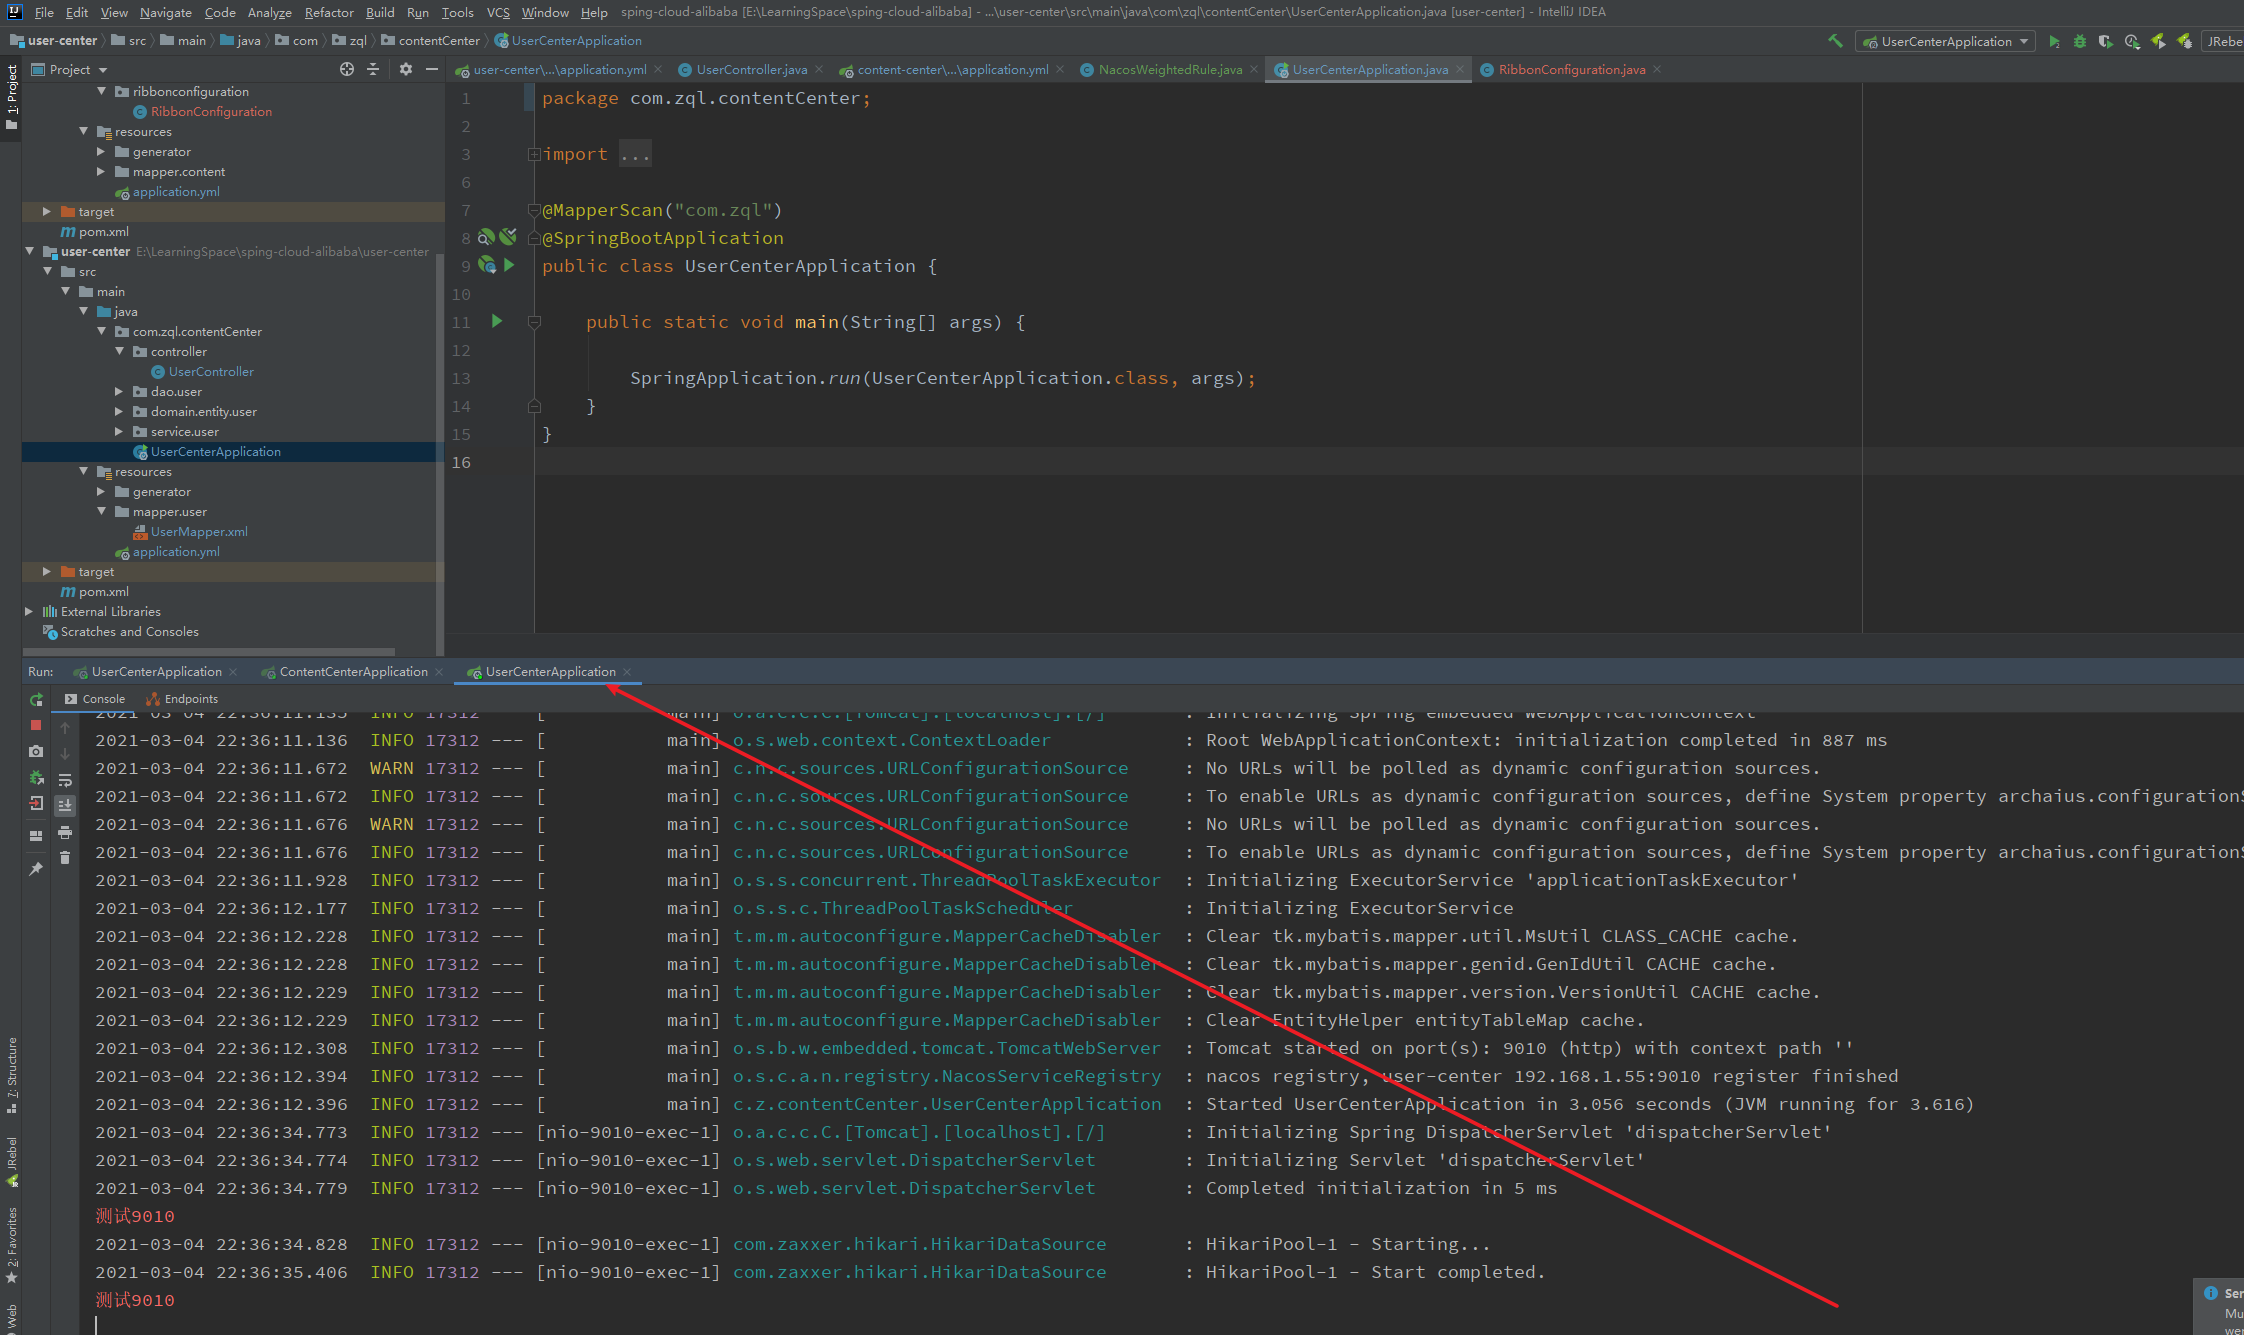 File Edit View Navigate Code Analyze Refactor Build Run Tools VCS Window Help sping-cloud-alibaba [E:\LearningSpace\sping-cloud-alibaba] - ...\user-center\src\main\java\com\zql\contentCenter\UserCenterApplication.java [user-center] - IntelliJ IDEA
user-center src main java com zql contentCenter UserCenterApplication
UserCenterApplication JRebe
1: Project
Project
user-center\...\application.yml UserController.java content-center\...\application.yml NacosWeightedRule.java UserCenterApplication.java RibbonConfiguration.java
ribbonconfiguration
RibbonConfiguration
resources
generator
mapper.content
application.yml
target
pom.xml
user-center E:\LearningSpace\sping-cloud-alibaba\user-center
src
main
java
com.zql.contentCenter
controller
UserController
dao.user
domain.entity.user
service.user
UserCenterApplication
resources
generator
mapper.user
UserMapper.xml
application.yml
target
pom.xml
External Libraries
Scratches and Consoles
1 package com.zql.contentCenter;
2
3 import ...
6
7 @MapperScan("com.zql")
8 @SpringBootApplication
9 public class UserCenterApplication {
10
11 public static void main(String[] args) {
12
13 SpringApplication.run(UserCenterApplication.class, args);
14 }
15 }
16
Run: UserCenterApplication ContentCenterApplication UserCenterApplication
Console Endpoints
2021-03-04 22:36:11.135 INFO 17312 --- [ main] o.a.c.c.C.[Tomcat].[localhost].[/] : Initializing Spring embedded WebApplicationContext
2021-03-04 22:36:11.136 INFO 17312 --- [ main] o.s.web.context.ContextLoader : Root WebApplicationContext: initialization completed in 887 ms
2021-03-04 22:36:11.672 WARN 17312 --- [ main] c.n.c.sources.URLConfigurationSource : No URLs will be polled as dynamic configuration sources.
2021-03-04 22:36:11.672 INFO 17312 --- [ main] c.n.c.sources.URLConfigurationSource : To enable URLs as dynamic configuration sources, define System property archaius.configurationS
2021-03-04 22:36:11.676 WARN 17312 --- [ main] c.n.c.sources.URLConfigurationSource : No URLs will be polled as dynamic configuration sources.
2021-03-04 22:36:11.676 INFO 17312 --- [ main] c.n.c.sources.URLConfigurationSource : To enable URLs as dynamic configuration sources, define System property archaius.configurationS
2021-03-04 22:36:11.928 INFO 17312 --- [ main] o.s.s.concurrent.ThreadPoolTaskExecutor : Initializing ExecutorService 'applicationTaskExecutor'
2021-03-04 22:36:12.177 INFO 17312 --- [ main] o.s.s.c.ThreadPoolTaskScheduler : Initializing ExecutorService
2021-03-04 22:36:12.228 INFO 17312 --- [ main] t.m.m.autoconfigure.MapperCacheDisabler : Clear tk.mybatis.mapper.util.MsUtil CLASS_CACHE cache.
2021-03-04 22:36:12.228 INFO 17312 --- [ main] t.m.m.autoconfigure.MapperCacheDisabler : Clear tk.mybatis.mapper.genid.GenIdUtil CACHE cache.
2021-03-04 22:36:12.229 INFO 17312 --- [ main] t.m.m.autoconfigure.MapperCacheDisabler : Clear tk.mybatis.mapper.version.VersionUtil CACHE cache.
2021-03-04 22:36:12.229 INFO 17312 --- [ main] t.m.m.autoconfigure.MapperCacheDisabler : Clear EntityHelper entityTableMap cache.
2021-03-04 22:36:12.308 INFO 17312 --- [ main] o.s.b.w.embedded.tomcat.TomcatWebServer : Tomcat started on port(s): 9010 (http) with context path ''
2021-03-04 22:36:12.394 INFO 17312 --- [ main] o.s.c.a.n.registry.NacosServiceRegistry : nacos registry, user-center 192.168.1.55:9010 register finished
2021-03-04 22:36:12.396 INFO 17312 --- [ main] c.z.contentCenter.UserCenterApplication : Started UserCenterApplication in 3.056 seconds (JVM running for 3.616)
2021-03-04 22:36:34.773 INFO 17312 --- [nio-9010-exec-1] o.a.c.c.C.[Tomcat].[localhost].[/] : Initializing Spring DispatcherServlet 'dispatcherServlet'
2021-03-04 22:36:34.774 INFO 17312 --- [nio-9010-exec-1] o.s.web.servlet.DispatcherServlet : Initializing Servlet 'dispatcherServlet'
2021-03-04 22:36:34.779 INFO 17312 --- [nio-9010-exec-1] o.s.web.servlet.DispatcherServlet : Completed initialization in 5 ms
测试9010
2021-03-04 22:36:34.828 INFO 17312 --- [nio-9010-exec-1] com.zaxxer.hikari.HikariDataSource : HikariPool-1 - Starting...
2021-03-04 22:36:35.406 INFO 17312 --- [nio-9010-exec-1] com.zaxxer.hikari.HikariDataSource : HikariPool-1 - Start completed.
测试9010
7: Structure
JRebel
2: Favorites
Web
Ser
Mu
wer